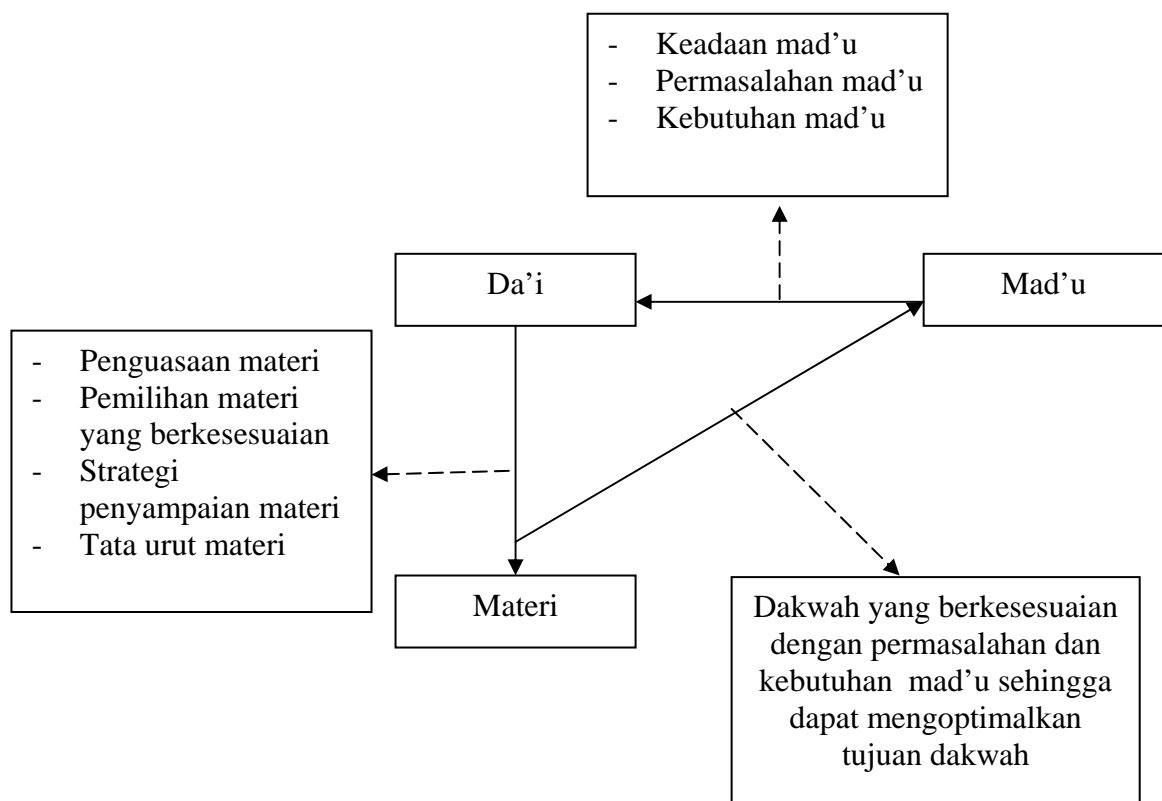 - Keadaan mad’u
- Permasalahan mad’u
- Kebutuhan mad’u
Da’i
Mad’u
- Penguasaan materi
- Pemilihan materi
yang berkesesuaian
- Strategi
penyampaian materi
- Tata urut materi
Materi
Dakwah yang berkesesuaian
dengan permasalahan dan
kebutuhan mad’u sehingga
dapat mengoptimalkan
tujuan dakwah